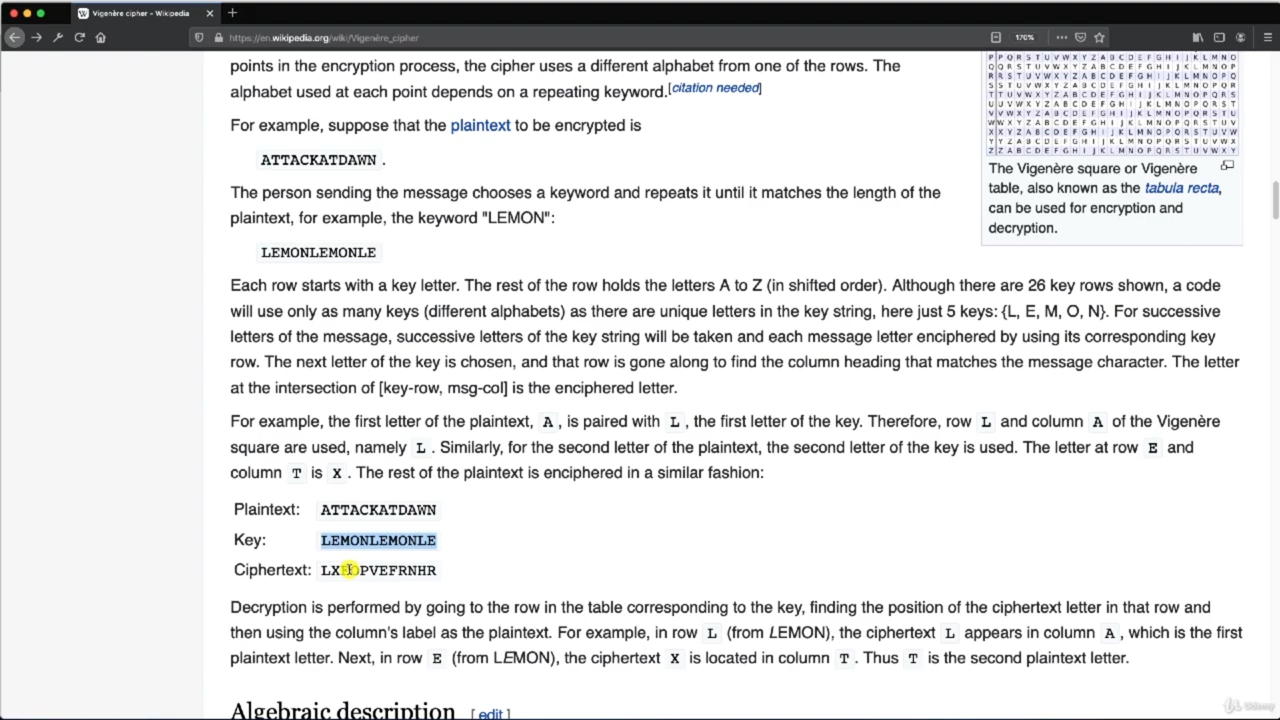 Vigenère cipher - Wikipedia
https://en.wikipedia.org/wiki/Vigenère_cipher
170%
points in the encryption process, the cipher uses a different alphabet from one of the rows. The
alphabet used at each point depends on a repeating keyword.[citation needed]
For example, suppose that the plaintext to be encrypted is
ATTACKATDAWN .
The person sending the message chooses a keyword and repeats it until it matches the length of the
plaintext, for example, the keyword "LEMON":
LEMONLEMONLE
Each row starts with a key letter. The rest of the row holds the letters A to Z (in shifted order). Although there are 26 key rows shown, a code
will use only as many keys (different alphabets) as there are unique letters in the key string, here just 5 keys: {L, E, M, O, N}. For successive
letters of the message, successive letters of the key string will be taken and each message letter enciphered by using its corresponding key
row. The next letter of the key is chosen, and that row is gone along to find the column heading that matches the message character. The letter
at the intersection of [key-row, msg-col] is the enciphered letter.
For example, the first letter of the plaintext, A , is paired with L , the first letter of the key. Therefore, row L and column A of the Vigenère
square are used, namely L . Similarly, for the second letter of the plaintext, the second letter of the key is used. The letter at row E and
column T is X . The rest of the plaintext is enciphered in a similar fashion:
Plaintext: ATTACKATDAWN
Key: LEMONLEMONLE
Ciphertext:
Decryption is performed by going to the row in the table corresponding to the key, finding the position of the ciphertext letter in that row and
then using the column's label as the plaintext. For example, in row L (from LEMON), the ciphertext L appears in column A , which is the first
plaintext letter. Next, in row E (from LEMON), the ciphertext X is located in column T . Thus T is the second plaintext letter.
Algebraic description [ edit ]
P P Q R S T U V W X Y Z A B C D E F G H I J K L M N O
Q Q R S T U V W X Y Z A B C D E F G H I J K L M N O P
R R S T U V W X Y Z A B C D E F G H I J K L M N O P Q
S S T U V W X Y Z A B C D E F G H I J K L M N O P Q R
T T U V W X Y Z A B C D E F G H I J K L M N O P Q R S
U U V W X Y Z A B C D E F G H I J K L M N O P Q R S T
V V W X Y Z A B C D E F G H I J K L M N O P Q R S T U
W W X Y Z A B C D E F G H I J K L M N O P Q R S T U V
X X Y Z A B C D E F G H I J K L M N O P Q R S T U V W
Y Y Z A B C D E F G H I J K L M N O P Q R S T U V W X
Z Z A B C D E F G H I J K L M N O P Q R S T U V W X Y
The Vigenère square or Vigenère
table, also known as the tabula recta,
can be used for encryption and
decryption.
Udemy